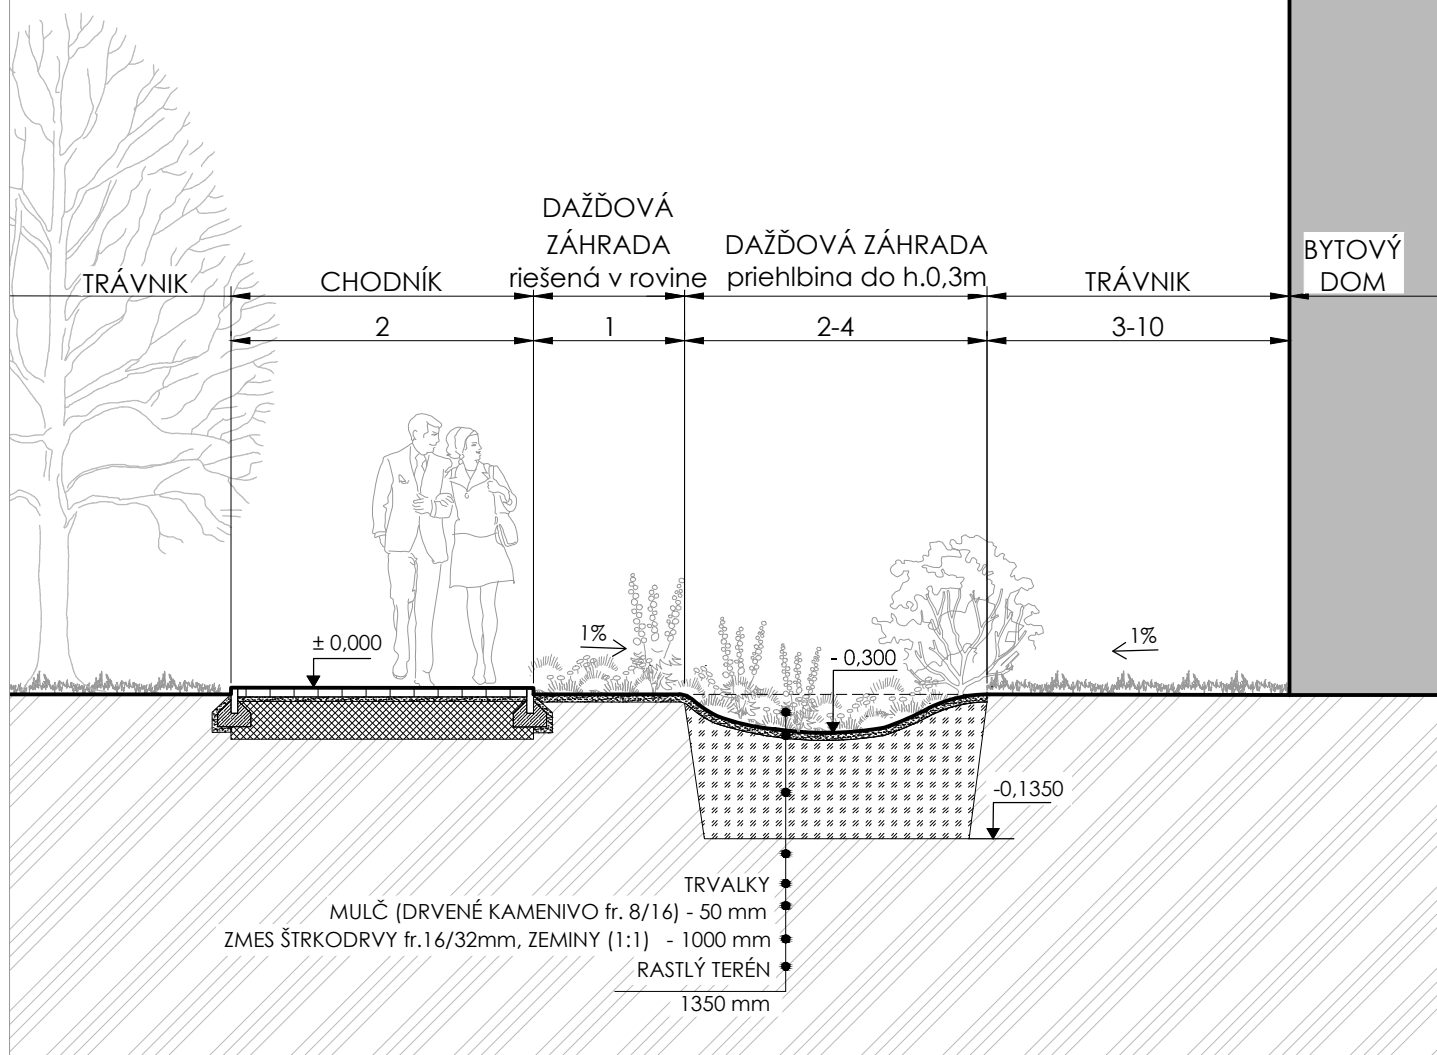 DAŽĎOVÁ
ZÁHRADA
riešená v rovine
DAŽĎOVÁ ZÁHRADA
priehlbina do h.0,3m
BYTOVÝ
DOM
TRÁVNIK
CHODNÍK
TRÁVNIK
2
1
2-4
3-10
± 0,000
1%
- 0,300
1%
-0,1350
TRVALKY
MULČ (DRVENÉ KAMENIVO fr. 8/16) - 50 mm
ZMES ŠTRKODRVY fr.16/32mm, ZEMINY (1:1) - 1000 mm
RASTLÝ TERÉN
1350 mm